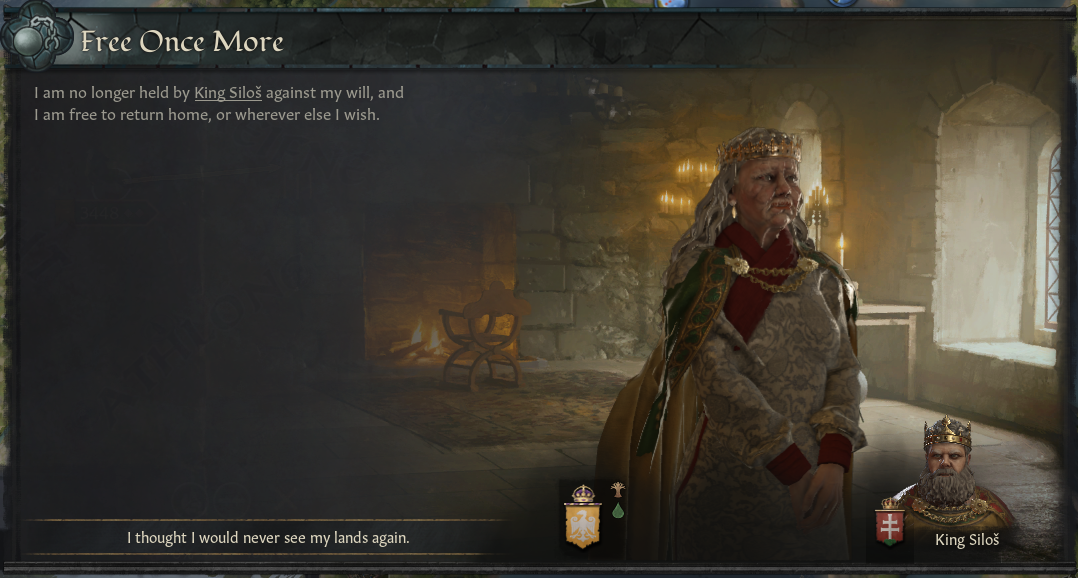 Free Once More
I am no longer held by King Siloš against my will, and
I am free to return home, or wherever else I wish.
I thought I would never see my lands again.
King Siloš